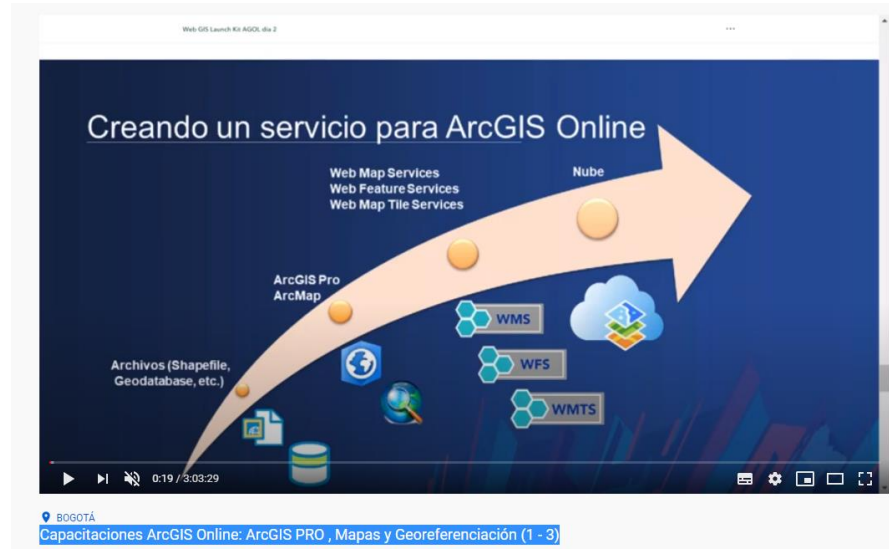 Web GIS Launch Kit AGOL día 2
Creando un servicio para ArcGIS Online
Web Map Services
Web Feature Services
Web Map Tile Services
Nube
ArcGIS Pro
ArcMap
Archivos (Shapefile,
Geodatabase, etc.)
WMS
WFS
WMTS
0:19 / 3:03:29
BOGOTÁ
Capacitaciones ArcGIS Online: ArcGIS PRO , Mapas y Georeferenciación (1 - 3)